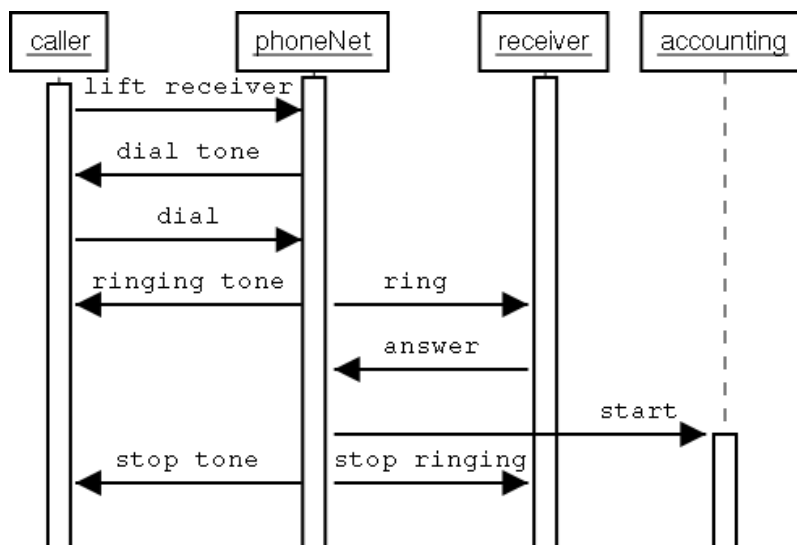 caller phoneNet receiver accounting
lift receiver
dial tone
dial
ringing tone ring
answer
start
stop tone stop ringing